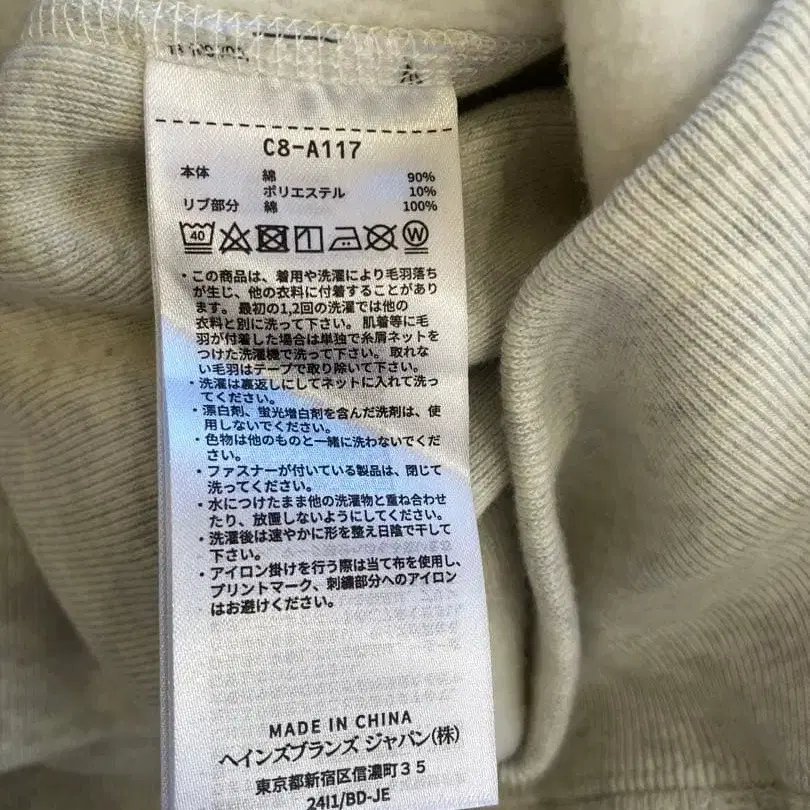 C8-A117
本体 綿 90%
ポリエステル 10%
リブ部分 綿 100%
40 W
・この商品は、着用や洗濯により毛羽落ち
が生じ、他の衣料に付着することがあり
ます。最初の1,2回の洗濯では他の
衣料と別に洗って下さい。肌着等に毛
羽が付着した場合は単独で糸屑ネットを
つけた洗濯機で洗って下さい。取れな
い毛羽はテープで取り除いて下さい。
・洗濯は裏返しにしてネットに入れて洗っ
てください。
・漂白剤、蛍光増白剤を含んだ洗剤は、使
用しないでください。
・色物は他のものと一緒に洗わないでくだ
さい。
・ファスナーが付いている製品は、閉じて
洗ってください。
・水につけたまま他の洗濯物と重ね合わせ
たり、放置しないようにしてください。
・洗濯後は速やかに形を整え日陰で干して
下さい。
・アイロン掛けを行う際は当て布を使用し、
プリントマーク、刺繍部分へのアイロン
はお避けください。
MADE IN CHINA
ヘインズブランズ ジャパン(株)
東京都新宿区信濃町35
24I1/BD-JE